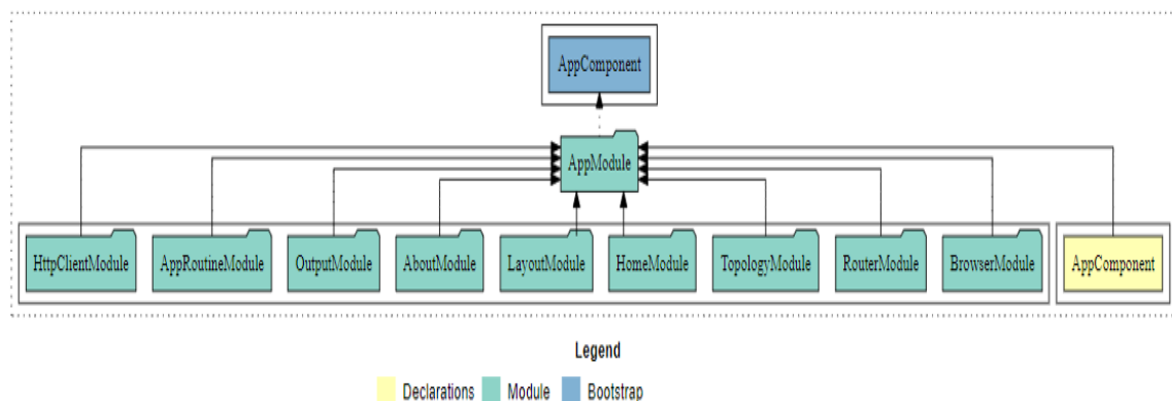 AppComponent
AppModule
HttpClientModule
AppRoutineModule
OutputModule
AboutModule
LayoutModule
HomeModule
TopologyModule
RouterModule
BrowserModule
AppComponent
Legend
Declarations
Module
Bootstrap